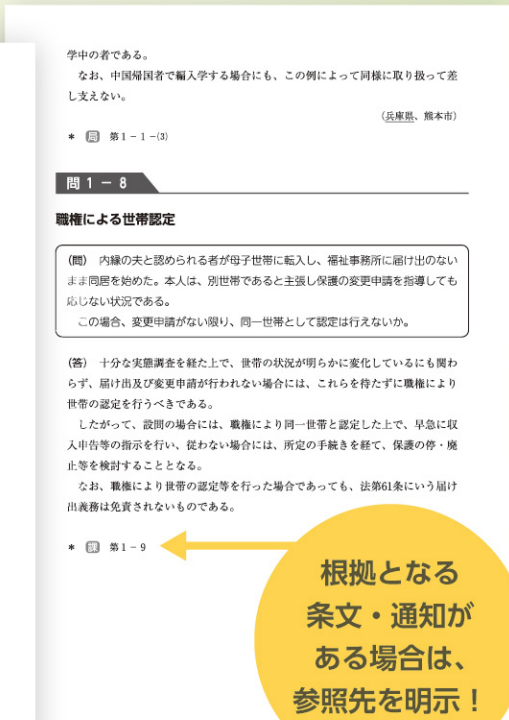 学中の者である。
なお、中国帰国者で編入学する場合にも、この例によって同様に取り扱って差
し支えない。
(兵庫県、熊本市)
* 局 第1-1-(3)
問1-8
職権による世帯認定
(問) 内縁の夫と認められる者が母子世帯に転入し、福祉事務所に届け出のない
まま同居を始めた。本人は、別世帯であると主張し保護の変更申請を指導しても
応じない状況である。
この場合、変更申請がない限り、同一世帯として認定は行えないか。
(答) 十分な実態調査を経た上で、世帯の状況が明らかに変化しているにも関わ
らず、届け出及び変更申請が行われない場合には、これらを待たずに職権により
世帯の認定を行うべきである。
したがって、設問の場合には、職権により同一世帯と認定した上で、早急に収
入申告等の指示を行い、従わない場合には、所定の手続きを経て、保護の停・廃
止等を検討することとなる。
なお、職権により世帯の認定等を行った場合であっても、法第61条にいう届け
出義務は免責されないものである。
* 課 第1-9
根拠となる
条文・通知が
ある場合は、
参照先を明示!